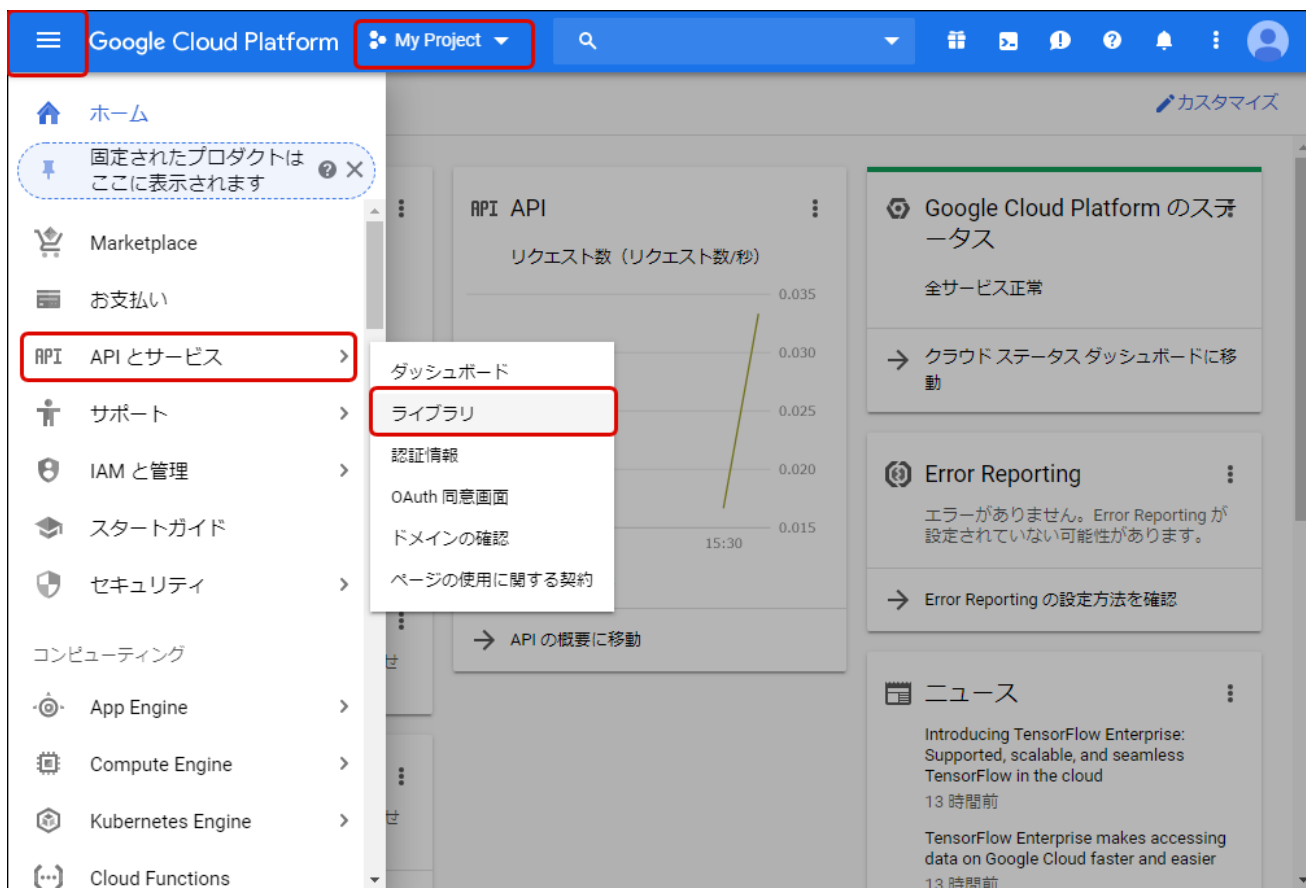 Google Cloud Platform
My Project
ホーム
固定されたプロダクトは
ここに表示されます
Marketplace
お支払い
API API とサービス
サポート
IAM と管理
スタートガイド
セキュリティ
コンピューティング
App Engine
Compute Engine
Kubernetes Engine
Cloud Functions
ダッシュボード
ライブラリ
認証情報
OAuth 同意画面
ドメインの確認
ページの使用に関する契約
せ
せ
カスタマイズ
API API
リクエスト数（リクエスト数/秒）
0.035
0.030
0.025
0.020
0.015
15:30
API の概要に移動
Google Cloud Platform のステ
ータス
全サービス正常
クラウド ステータス ダッシュボードに移
動
Error Reporting
エラーがありません。Error Reporting が
設定されていない可能性があります。
Error Reporting の設定方法を確認
ニュース
Introducing TensorFlow Enterprise:
Supported, scalable, and seamless
TensorFlow in the cloud
13 時間前
TensorFlow Enterprise makes accessing
data on Google Cloud faster and easier
13 時間前